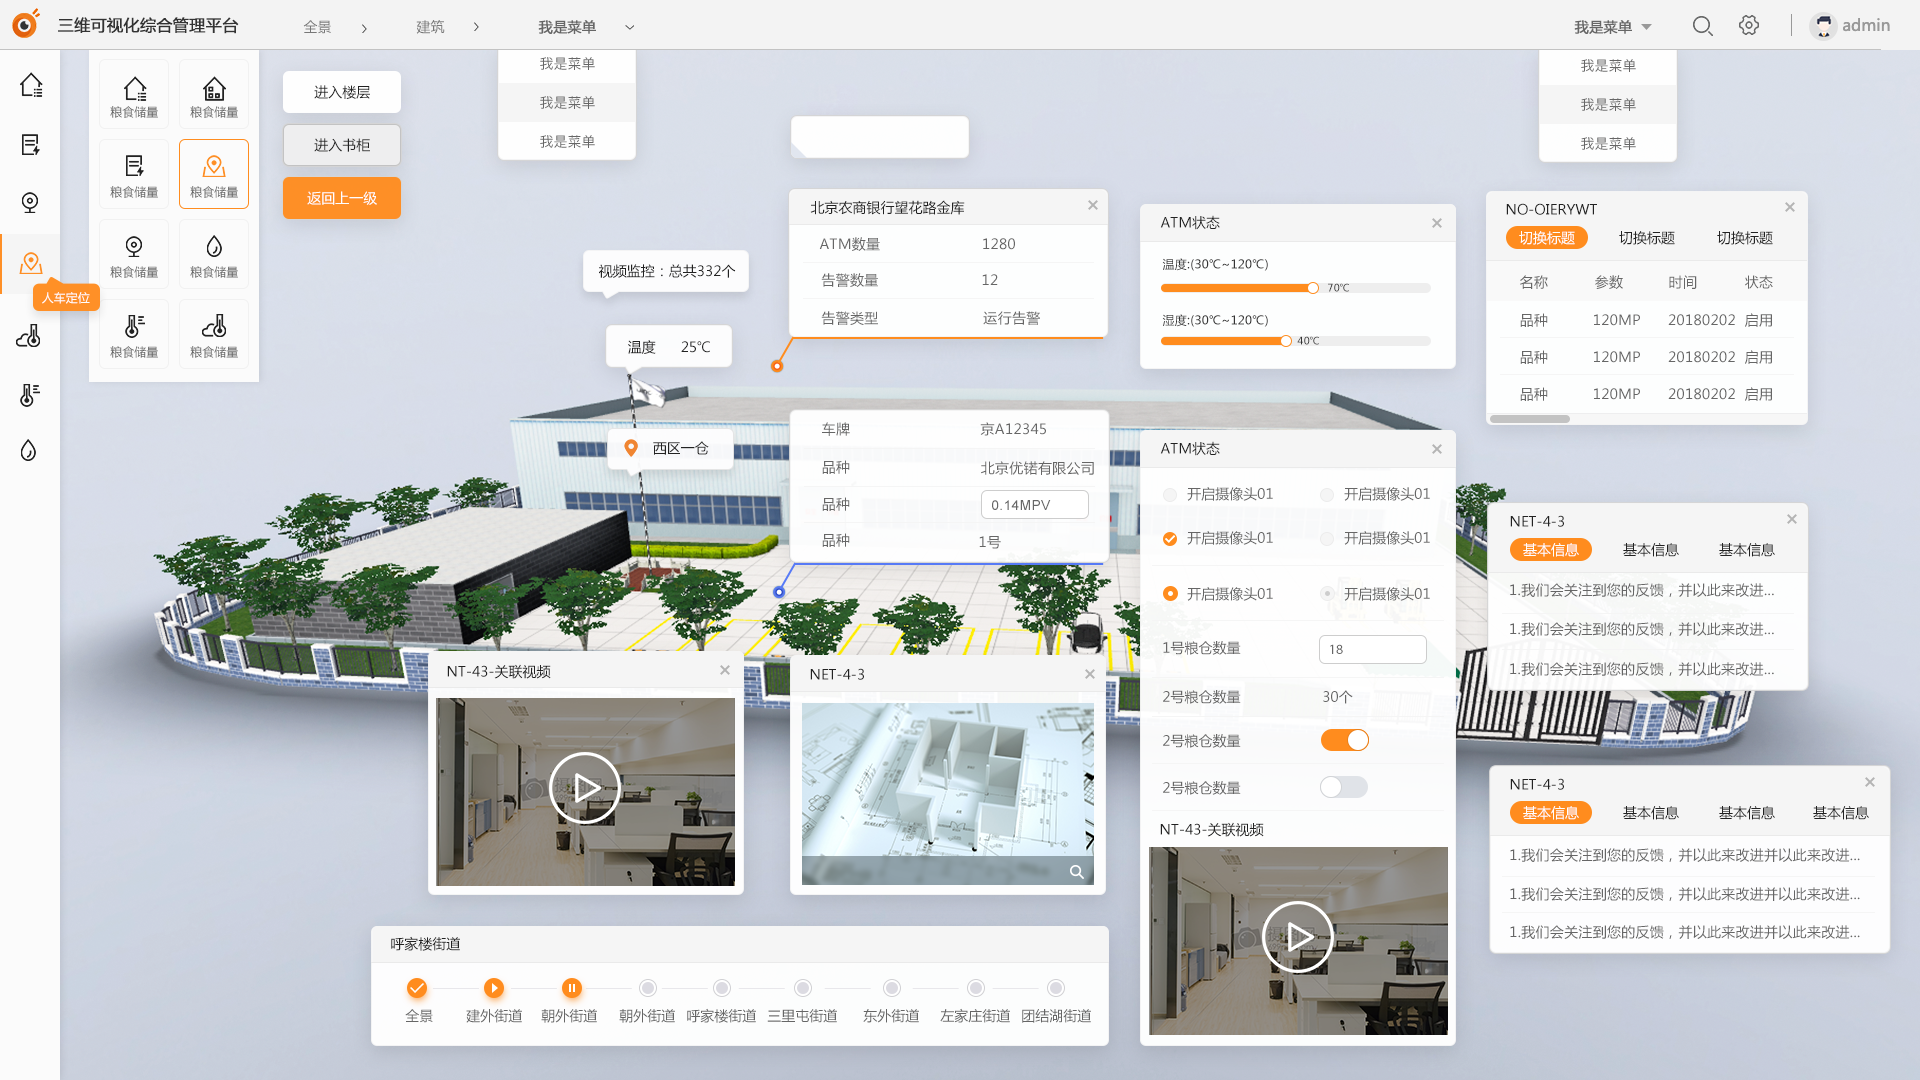 三维可视化综合管理平台
全景
建筑
我是菜单
我是菜单
admin
我是菜单
我是菜单
我是菜单
我是菜单
我是菜单
我是菜单
粮食储量
粮食储量
粮食储量
粮食储量
粮食储量
粮食储量
粮食储量
粮食储量
人车定位
进入楼层
进入书柜
返回上一级
视频监控：总共332个
温度 25℃
西区一仓
北京农商银行望花路金库
ATM数量 1280
告警数量 12
告警类型 运行告警
车牌 京A12345
品种 北京优锘有限公司
品种 0.14MPV
品种 1号
ATM状态
温度:(30℃~120℃)
70℃
湿度:(30℃~120℃)
40℃
ATM状态
开启摄像头01 开启摄像头01
开启摄像头01 开启摄像头01
开启摄像头01 开启摄像头01
1号粮仓数量 18
2号粮仓数量 30个
2号粮仓数量
2号粮仓数量
NT-43-关联视频
NO-OIERYWT
切换标题 切换标题 切换标题
名称 参数 时间 状态
品种 120MP 20180202 启用
品种 120MP 20180202 启用
品种 120MP 20180202 启用
NET-4-3
基本信息 基本信息 基本信息
1.我们会关注到您的反馈，并以此来改进...
1.我们会关注到您的反馈，并以此来改进...
1.我们会关注到您的反馈，并以此来改进...
NET-4-3
基本信息 基本信息 基本信息 基本信息
1.我们会关注到您的反馈，并以此来改进并以此来改进...
1.我们会关注到您的反馈，并以此来改进并以此来改进...
1.我们会关注到您的反馈，并以此来改进并以此来改进...
NT-43-关联视频
NET-4-3
呼家楼街道
全景 建外街道 朝外街道 朝外街道 呼家楼街道 三里屯街道 东外街道 左家庄街道 团结湖街道